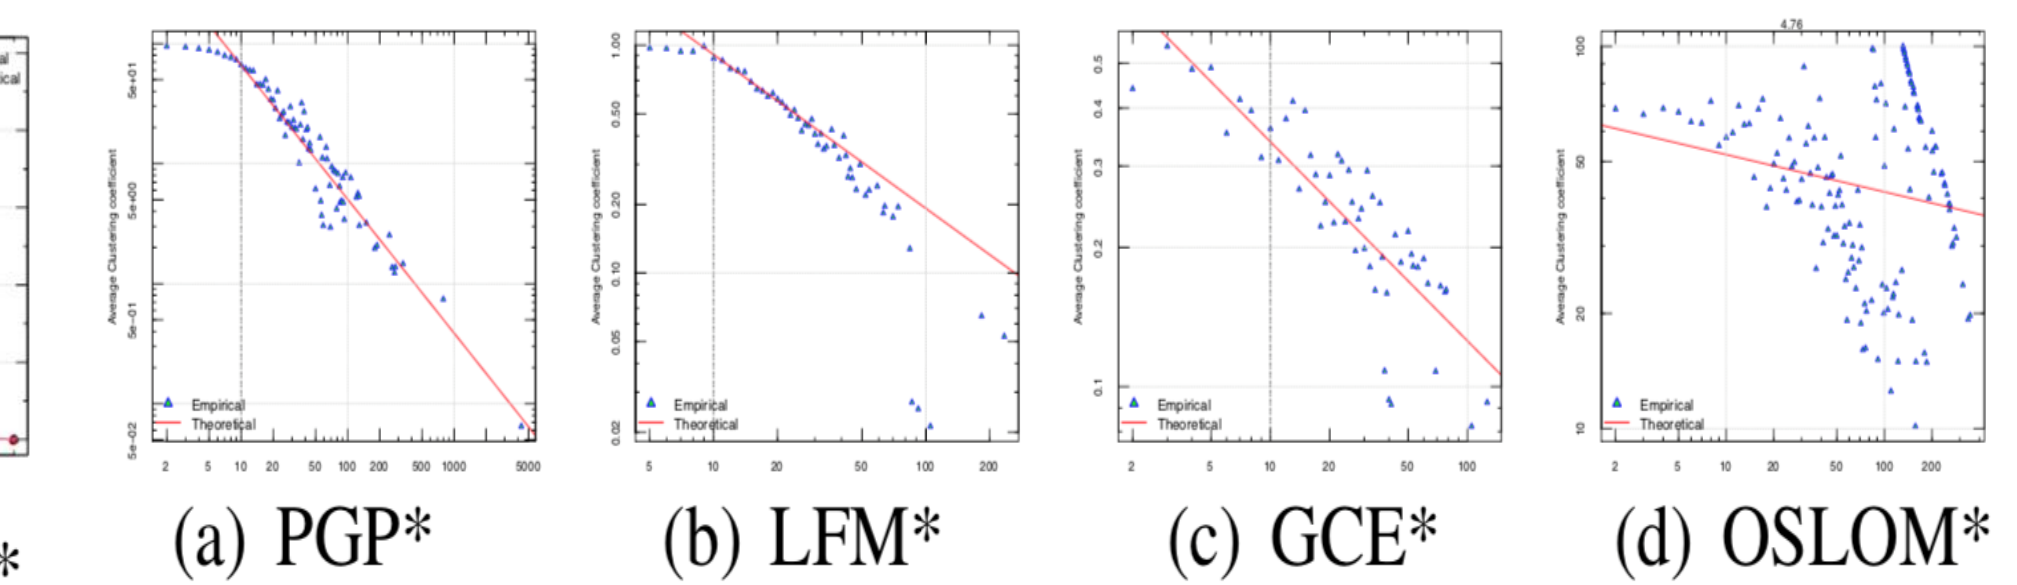 al
ical
*
Average Clustering coefficient
5e+01
5e+00
5e-01
5e-02
Empirical
Theoretical
2 5 10 20 50 100 200 500 1000 5000
(a) PGP*
Average Clustering coefficient
1.00
0.50
0.20
0.10
0.05
0.02
Empirical
Theoretical
5 10 20 50 100 200
(b) LFM*
Average Clustering coefficient
0.5
0.4
0.3
0.2
0.1
Empirical
Theoretical
2 5 10 20 50 100
(c) GCE*
4.76
Average Clustering coefficient
100
50
20
10
Empirical
Theoretical
2 5 10 20 50 100 200
(d) OSLOM*